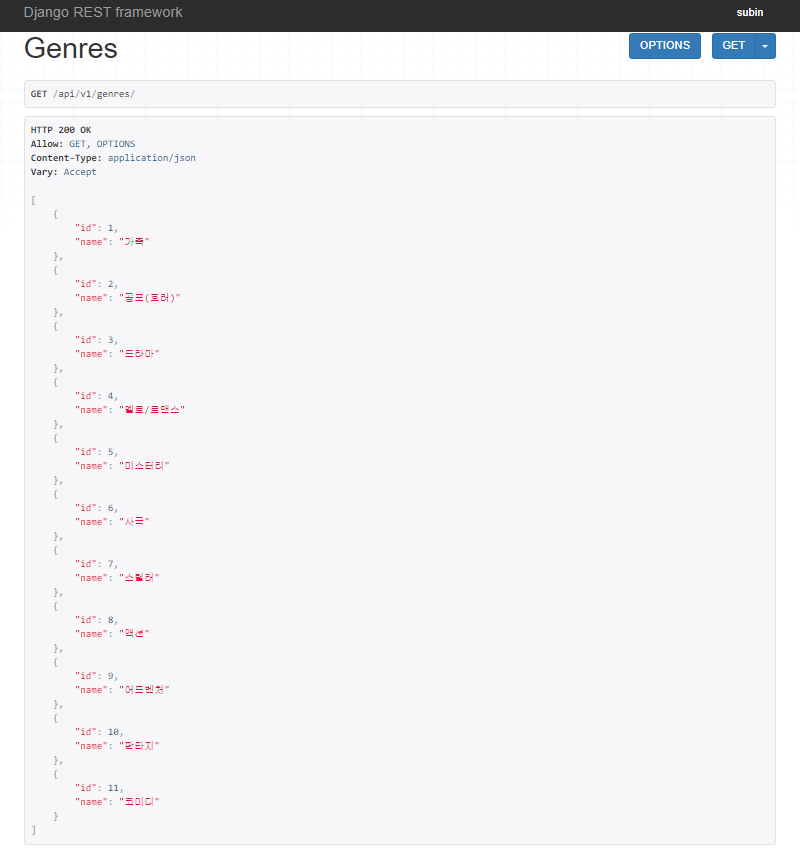 Django REST framework
subin
Genres
OPTIONS
GET
GET /api/v1/genres/
HTTP 200 OK
Allow: GET, OPTIONS
Content-Type: application/json
Vary: Accept
[
{
"id": 1,
"name": "가족"
},
{
"id": 2,
"name": "공포(호러)"
},
{
"id": 3,
"name": "드라마"
},
{
"id": 4,
"name": "멜로/로맨스"
},
{
"id": 5,
"name": "미스터리"
},
{
"id": 6,
"name": "사극"
},
{
"id": 7,
"name": "스릴러"
},
{
"id": 8,
"name": "액션"
},
{
"id": 9,
"name": "어드벤처"
},
{
"id": 10,
"name": "판타지"
},
{
"id": 11,
"name": "코미디"
}
]